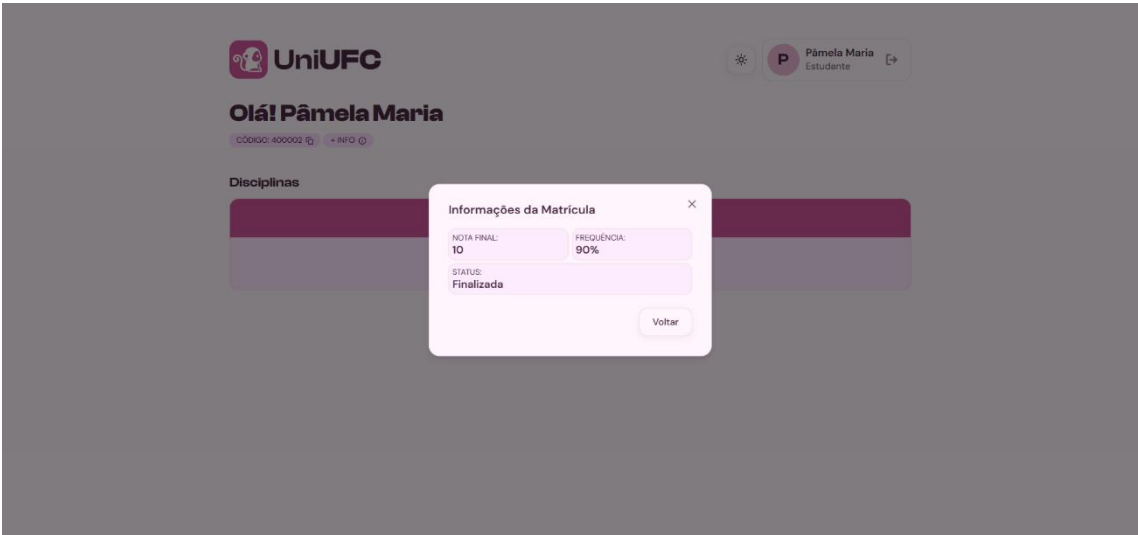 UniUFC
P
Pâmela Maria
Estudante
Olá! Pâmela Maria
CÓDIGO: 400002
+ INFO
Disciplinas
Informações da Matrícula
NOTA FINAL:
10
FREQUÊNCIA:
90%
STATUS:
Finalizada
Voltar